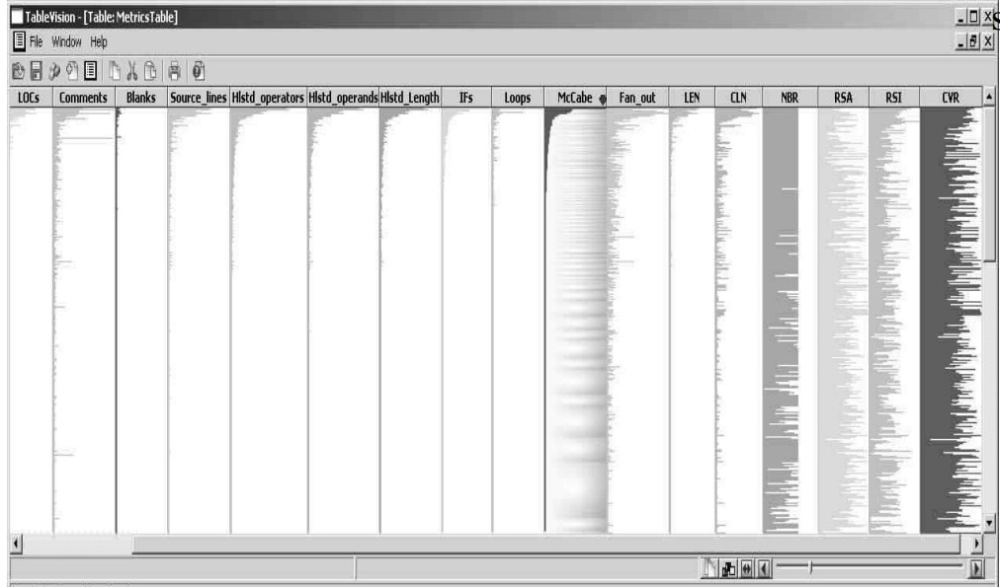 TableVision - [Table: MetricsTable]
File Window Help
LOCs Comments Blanks Source_lines Hlstd_operators Hlstd_operands Hlstd_Length IFs Loops McCabe Fan_out LEN CLN NBR RSA RSI CVR